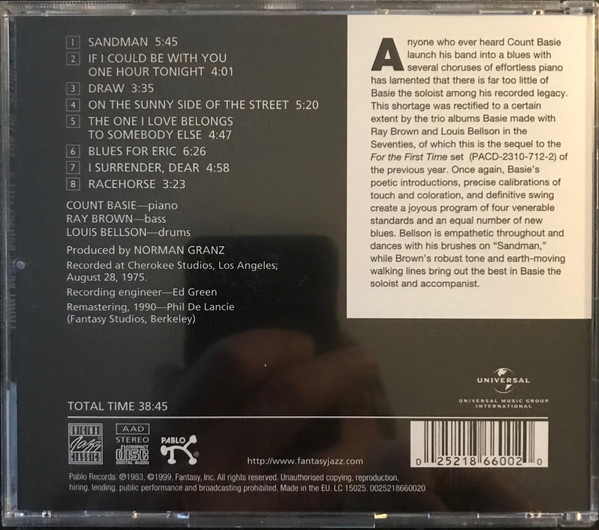 1 SANDMAN 5:45
2 IF I COULD BE WITH YOU
ONE HOUR TONIGHT 4:01
3 DRAW 3:35
4 ON THE SUNNY SIDE OF THE STREET 5:20
5 THE ONE I LOVE BELONGS
TO SOMEBODY ELSE 4:47
6 BLUES FOR ERIC 6:26
7 I SURRENDER, DEAR 4:58
8 RACEHORSE 3:23
COUNT BASIE—piano
RAY BROWN—bass
LOUIS BELLSON—drums
Produced by NORMAN GRANZ
Recorded at Cherokee Studios, Los Angeles;
August 28, 1975.
Recording engineer—Ed Green
Remastering, 1990—Phil De Lancie
(Fantasy Studios, Berkeley)
TOTAL TIME 38:45
Anyone who ever heard Count Basie
launch his band into a blues with
several choruses of effortless piano
has lamented that there is far too little of
Basie the soloist among his recorded legacy.
This shortage was rectified to a certain
extent by the trio albums Basie made with
Ray Brown and Louis Bellson in the
Seventies, of which this is the sequel to the
For the First Time set (PACD-2310-712-2) of
the previous year. Once again, Basie's
poetic introductions, precise calibrations of
touch and coloration, and definitive swing
create a joyous program of four venerable
standards and an equal number of new
blues. Bellson is empathetic throughout and
dances with his brushes on “Sandman,”
while Brown's robust tone and earth-moving
walking lines bring out the best in Basie the
soloist and accompanist.
UNIVERSAL
UNIVERSAL MUSIC GROUP
INTERNATIONAL
ORIGINAL
Jazz
CLASSICS
AAD
STEREO
COMPACT
disc
DIGITAL AUDIO
PABLO
http://www.fantasyjazz.com
0 25218 66002 0
Pablo Records. ℗1983, ©1999, Fantasy, Inc. All rights reserved. Unauthorised copying, reproduction,
hiring, lending, public performance and broadcasting prohibited. Made in the EU. LC 15025. 0025218660020